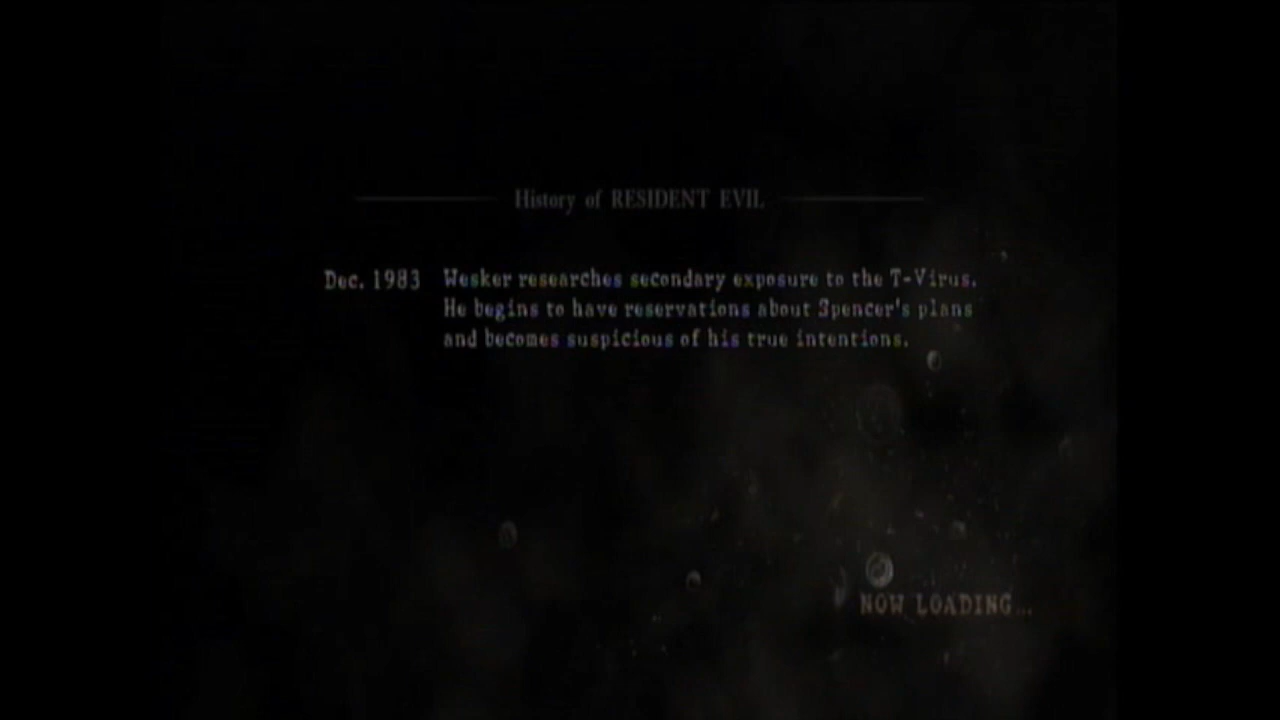 History of RESIDENT EVIL
Dec. 1983 Wesker researches secondary exposure to the T-Virus.
He begins to have reservations about Spencer's plans
and becomes suspicious of his true intentions.
NOW LOADING...